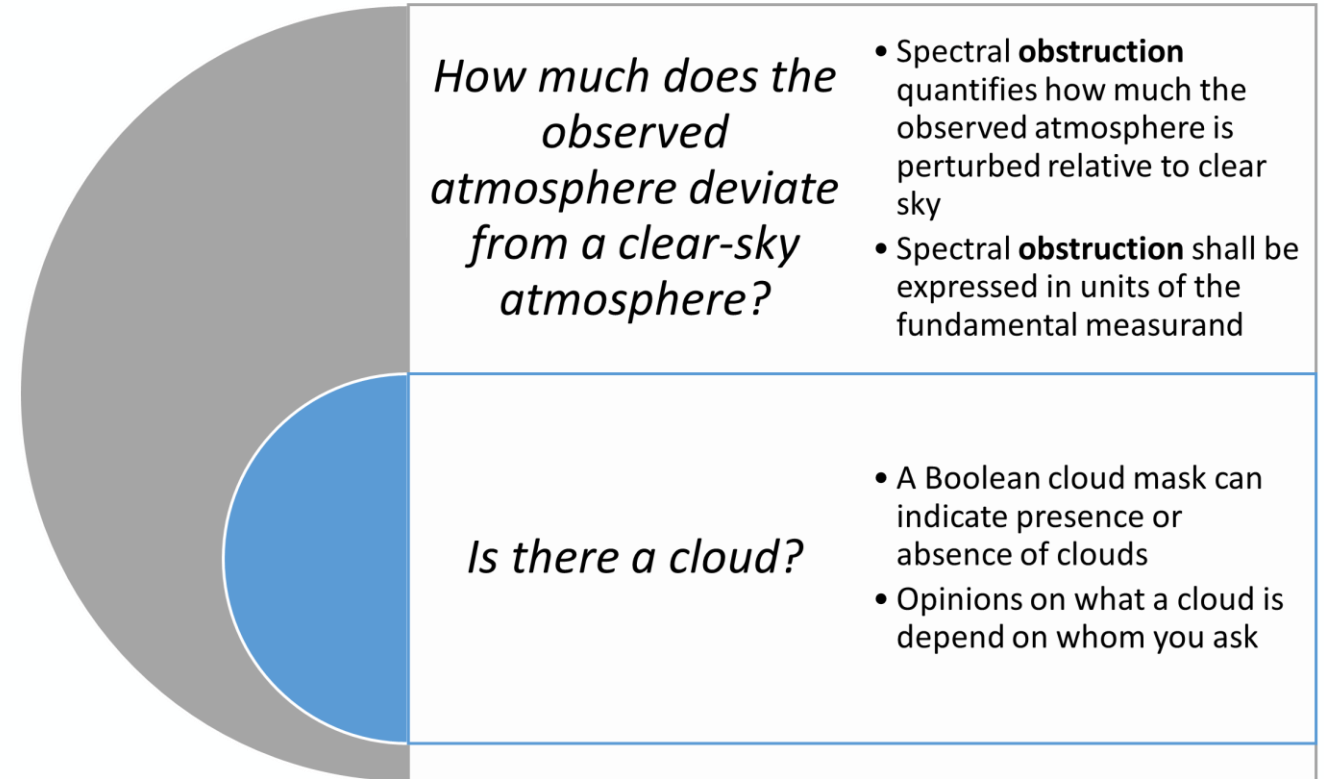 How much does the
observed
atmosphere deviate
from a clear-sky
atmosphere?
• Spectral obstruction
quantifies how much the
observed atmosphere is
perturbed relative to clear
sky
• Spectral obstruction shall be
expressed in units of the
fundamental measurand
Is there a cloud?
• A Boolean cloud mask can
indicate presence or
absence of clouds
• Opinions on what a cloud is
depend on whom you ask